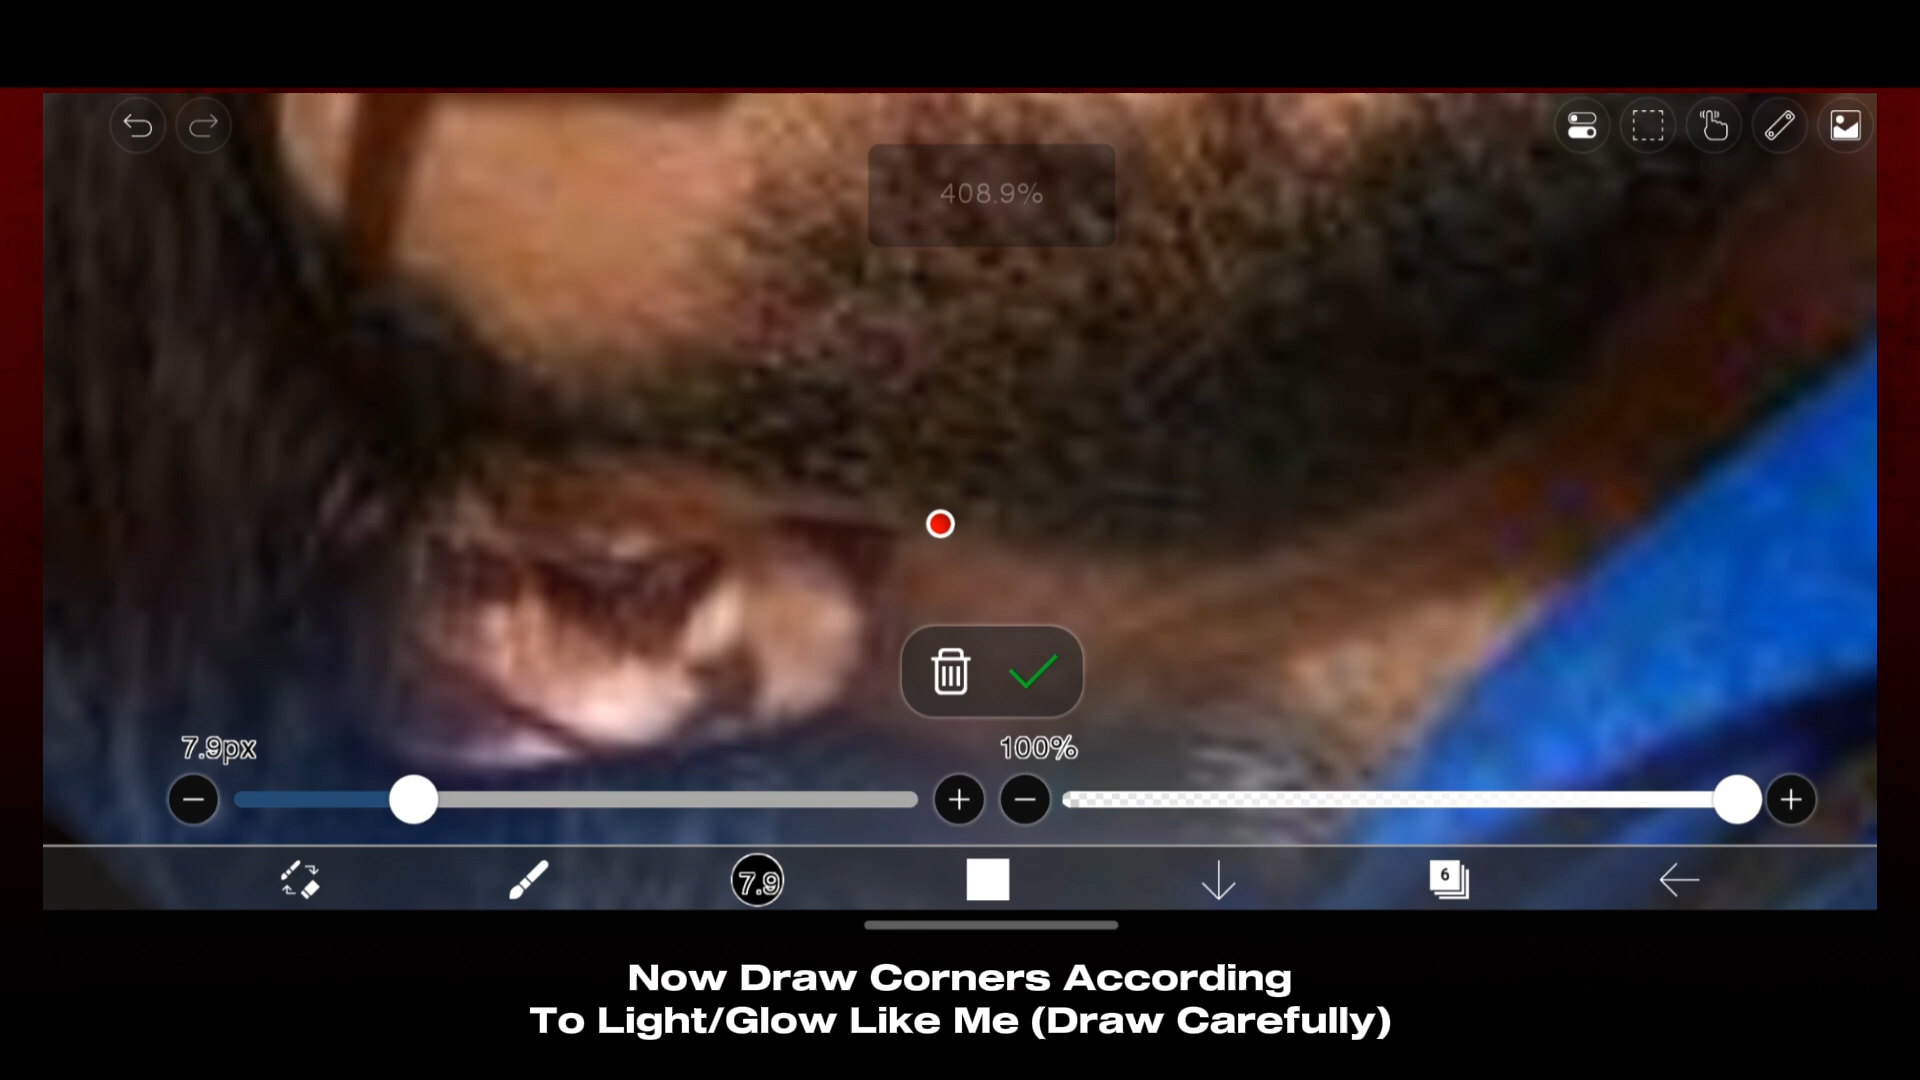 408.9%
7.9px
100%
7.9
6
Now Draw Corners According
To Light/Glow Like Me (Draw Carefully)